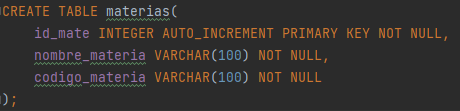 CREATE TABLE materias(
id_mate INTEGER AUTO_INCREMENT PRIMARY KEY NOT NULL,
nombre_materia VARCHAR(100) NOT NULL,
codigo_materia VARCHAR(100) NOT NULL
);